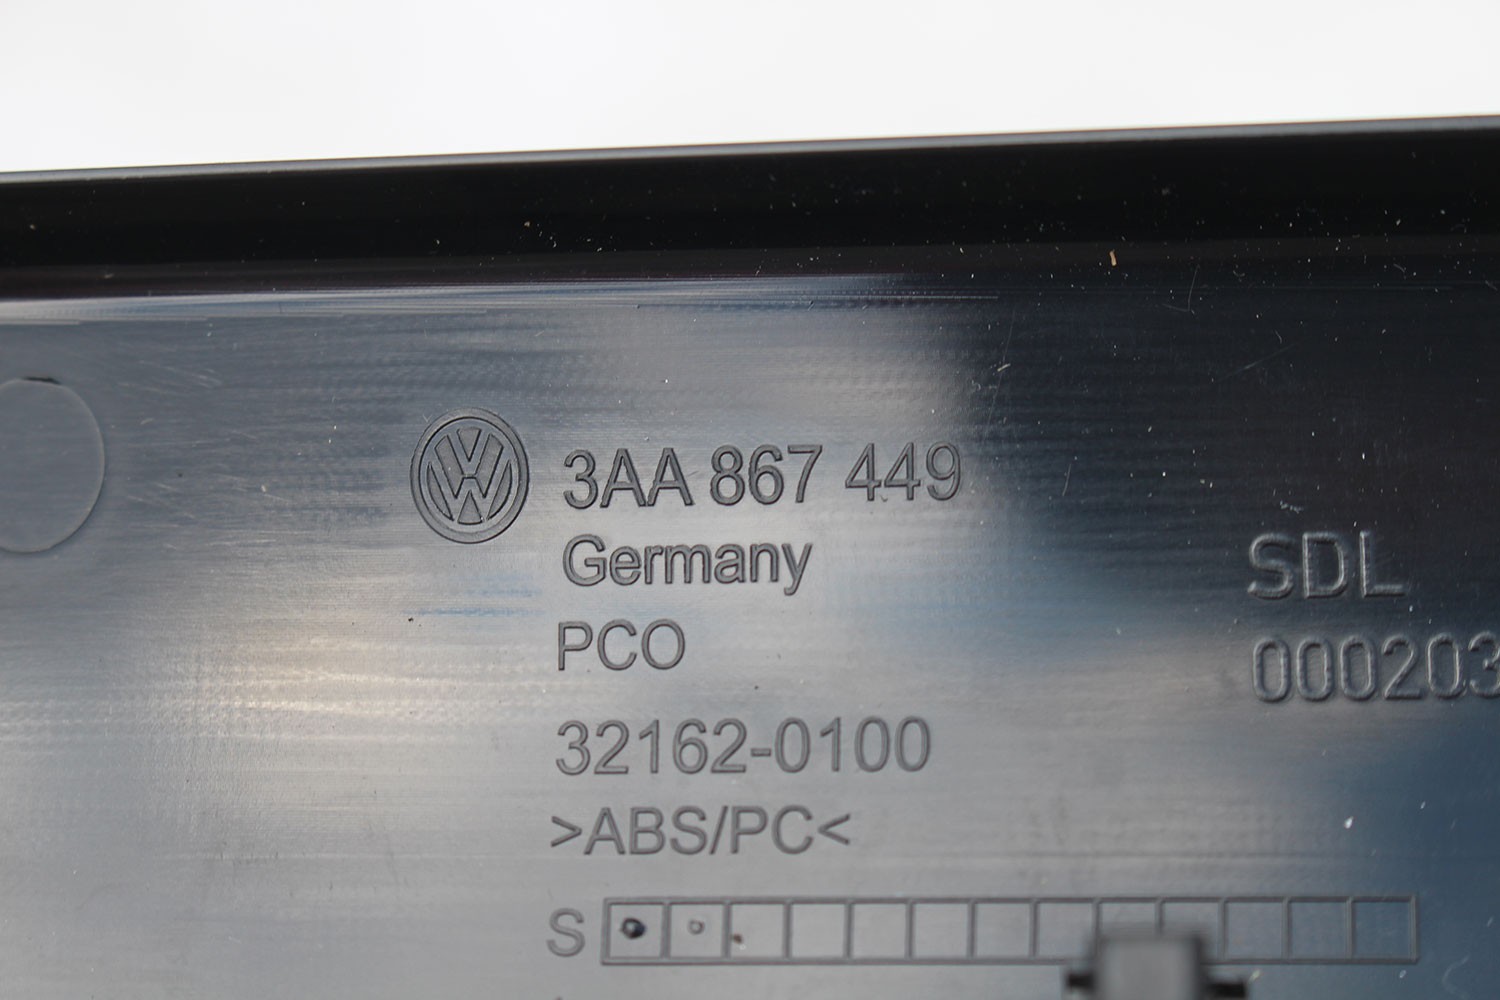 3AA 867 449
Germany
PCO
32162-0100
>ABS/PC<
S
SDL
000203